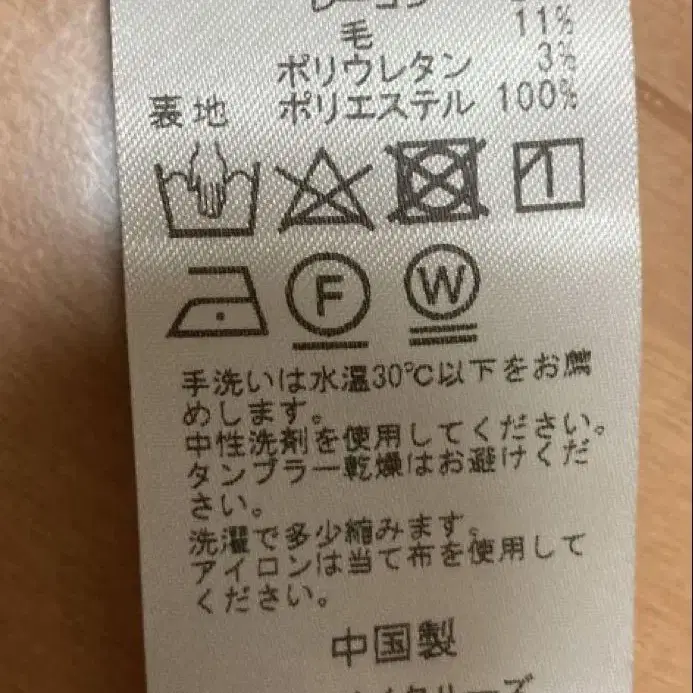 毛 11%
ポリウレタン 3%
表地 ポリエステル 100%
F W
手洗いは水温30℃以下をお薦
めします。
中性洗剤を使用してください。
タンブラー乾燥はお避けくだ
さい。
洗濯で多少縮みます。
アイロンは当て布を使用して
ください。
中国製